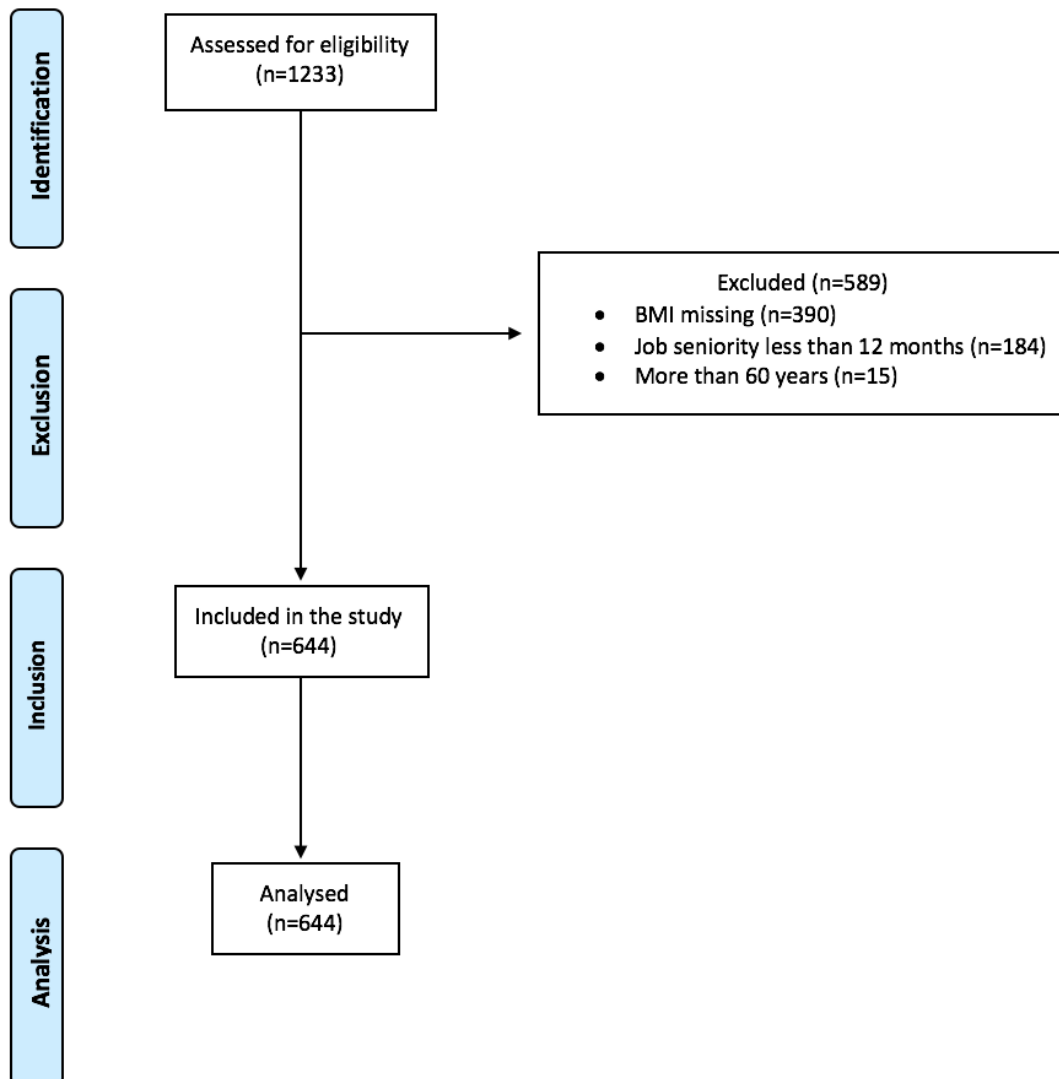 Identification
Assessed for eligibility
(n=1233)
Exclusion
Excluded (n=589)
• BMI missing (n=390)
• Job seniority less than 12 months (n=184)
• More than 60 years (n=15)
Inclusion
Included in the study
(n=644)
Analysis
Analysed
(n=644)